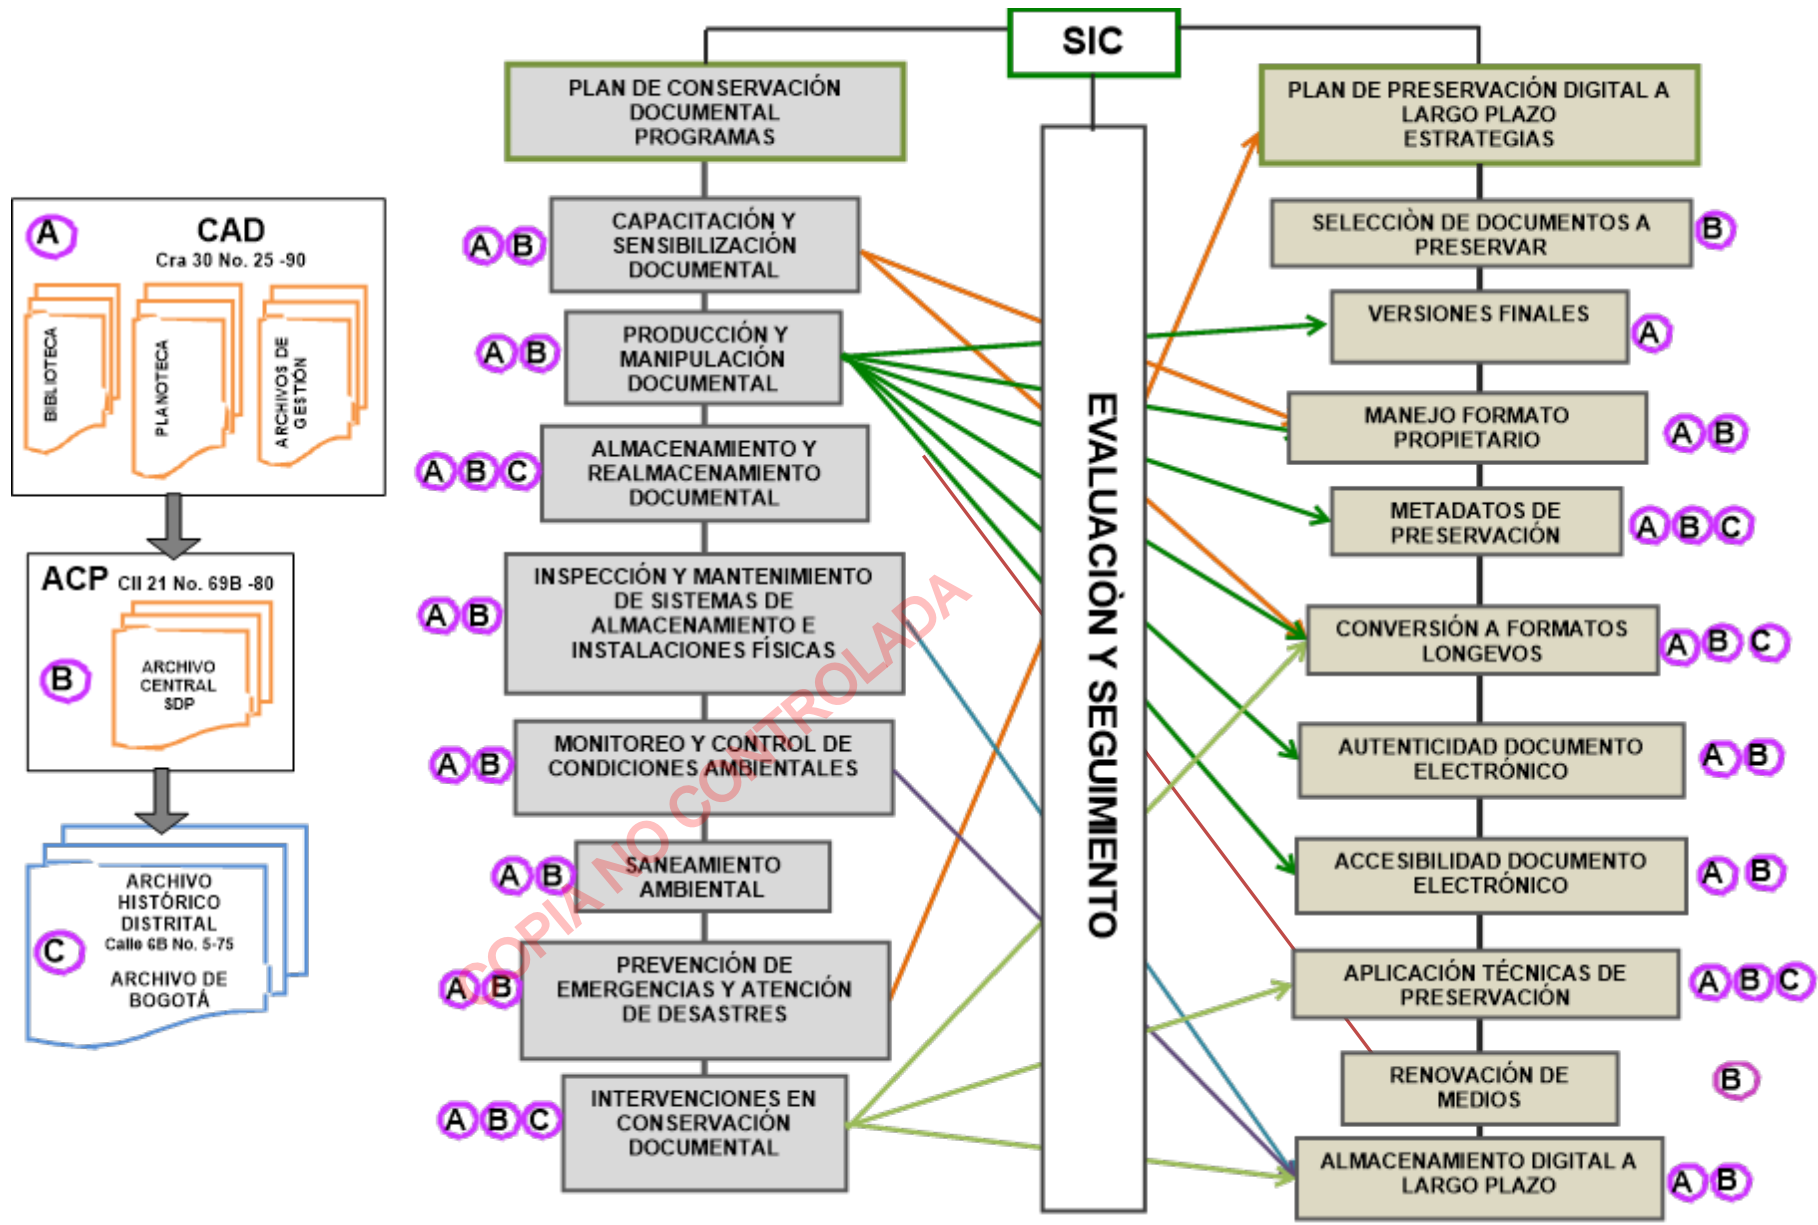 SIC
PLAN DE CONSERVACIÓN
DOCUMENTAL
PROGRAMAS
PLAN DE PRESERVACIÓN DIGITAL A
LARGO PLAZO
ESTRATEGIAS
A
CAD
Cra 30 No. 25 -90
BIBLIOTECA
PLANOTECA
ARCHIVOS DE
GESTIÓN
ACP Cll 21 No. 69B -80
B
ARCHIVO
CENTRAL
SDP
C
ARCHIVO
HISTÓRICO
DISTRITAL
Calle 6B No. 5-75
ARCHIVO DE
BOGOTÁ
A B
CAPACITACIÓN Y
SENSIBILIZACIÓN
DOCUMENTAL
A B
PRODUCCIÓN Y
MANIPULACIÓN
DOCUMENTAL
A B C
ALMACENAMIENTO Y
REALMACENAMIENTO
DOCUMENTAL
A B
INSPECCIÓN Y MANTENIMIENTO
DE SISTEMAS DE
ALMACENAMIENTO E
INSTALACIONES FÍSICAS
A B
MONITOREO Y CONTROL DE
CONDICIONES AMBIENTALES
A B
SANEAMIENTO
AMBIENTAL
A B
PREVENCIÓN DE
EMERGENCIAS Y ATENCIÓN
DE DESASTRES
A B C
INTERVENCIONES EN
CONSERVACIÓN
DOCUMENTAL
COPIA NO CONTROLADA
EVALUACIÒN Y SEGUIMIENTO
SELECCIÒN DE DOCUMENTOS A
PRESERVAR
B
VERSIONES FINALES
A
MANEJO FORMATO
PROPIETARIO
A B
METADATOS DE
PRESERVACIÓN
A B C
CONVERSIÓN A FORMATOS
LONGEVOS
A B C
AUTENTICIDAD DOCUMENTO
ELECTRÓNICO
A B
ACCESIBILIDAD DOCUMENTO
ELECTRÓNICO
A B
APLICACIÓN TÉCNICAS DE
PRESERVACIÓN
A B C
RENOVACIÓN DE
MEDIOS
B
ALMACENAMIENTO DIGITAL A
LARGO PLAZO
A B